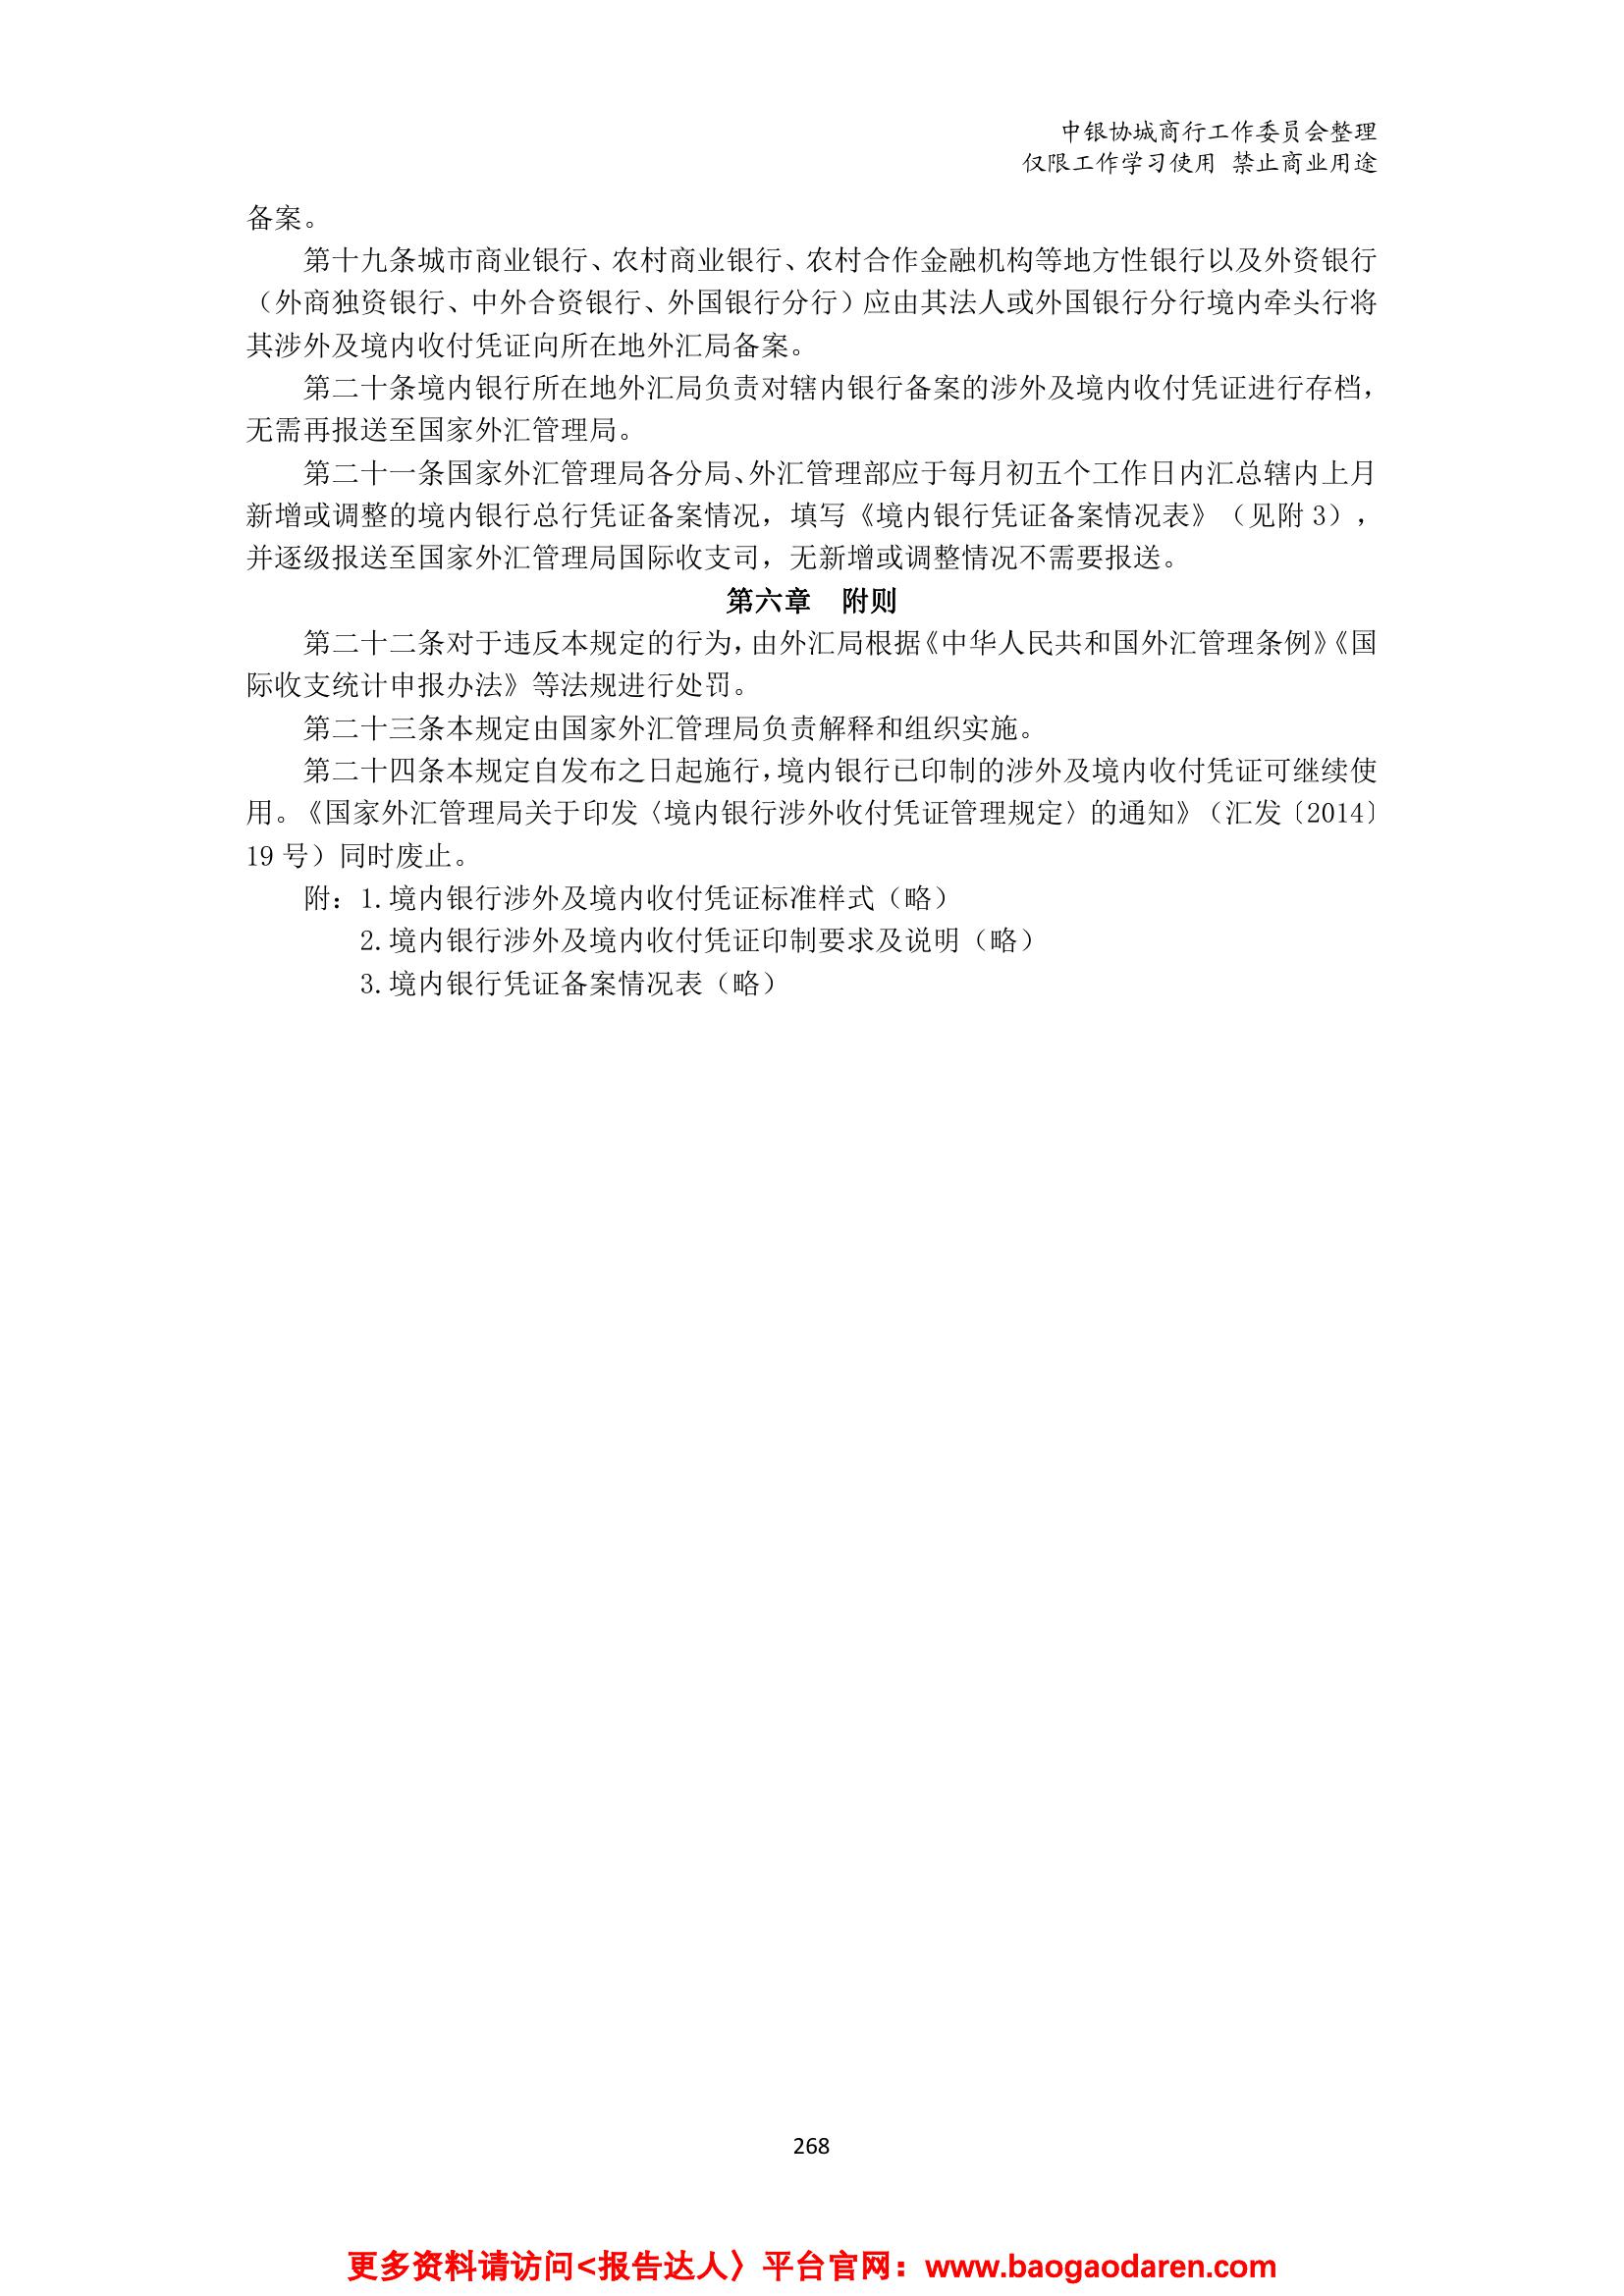 中银协城商行工作委员会整理
仅限工作学习使用 禁止商业用途
备案。
第十九条城市商业银行、农村商业银行、农村合作金融机构等地方性银行以及外资银行
（外商独资银行、中外合资银行、外国银行分行）应由其法人或外国银行分行境内牵头行将
其涉外及境内收付凭证向所在地外汇局备案。
第二十条境内银行所在地外汇局负责对辖内银行备案的涉外及境内收付凭证进行存档，
无需再报送至国家外汇管理局。
第二十一条国家外汇管理局各分局、外汇管理部应于每月初五个工作日内汇总辖内上月
新增或调整的境内银行总行凭证备案情况，填写《境内银行凭证备案情况表》（见附 3），
并逐级报送至国家外汇管理局国际收支司，无新增或调整情况不需要报送。
第六章 附则
第二十二条对于违反本规定的行为，由外汇局根据《中华人民共和国外汇管理条例》《国
际收支统计申报办法》等法规进行处罚。
第二十三条本规定由国家外汇管理局负责解释和组织实施。
第二十四条本规定自发布之日起施行，境内银行已印制的涉外及境内收付凭证可继续使
用。《国家外汇管理局关于印发〈境内银行涉外收付凭证管理规定〉的通知》（汇发〔2014〕
19 号）同时废止。
附：1.境内银行涉外及境内收付凭证标准样式（略）
2.境内银行涉外及境内收付凭证印制要求及说明（略）
3.境内银行凭证备案情况表（略）
268
更多资料请访问<报告达人〉平台官网：www.baogaodaren.com